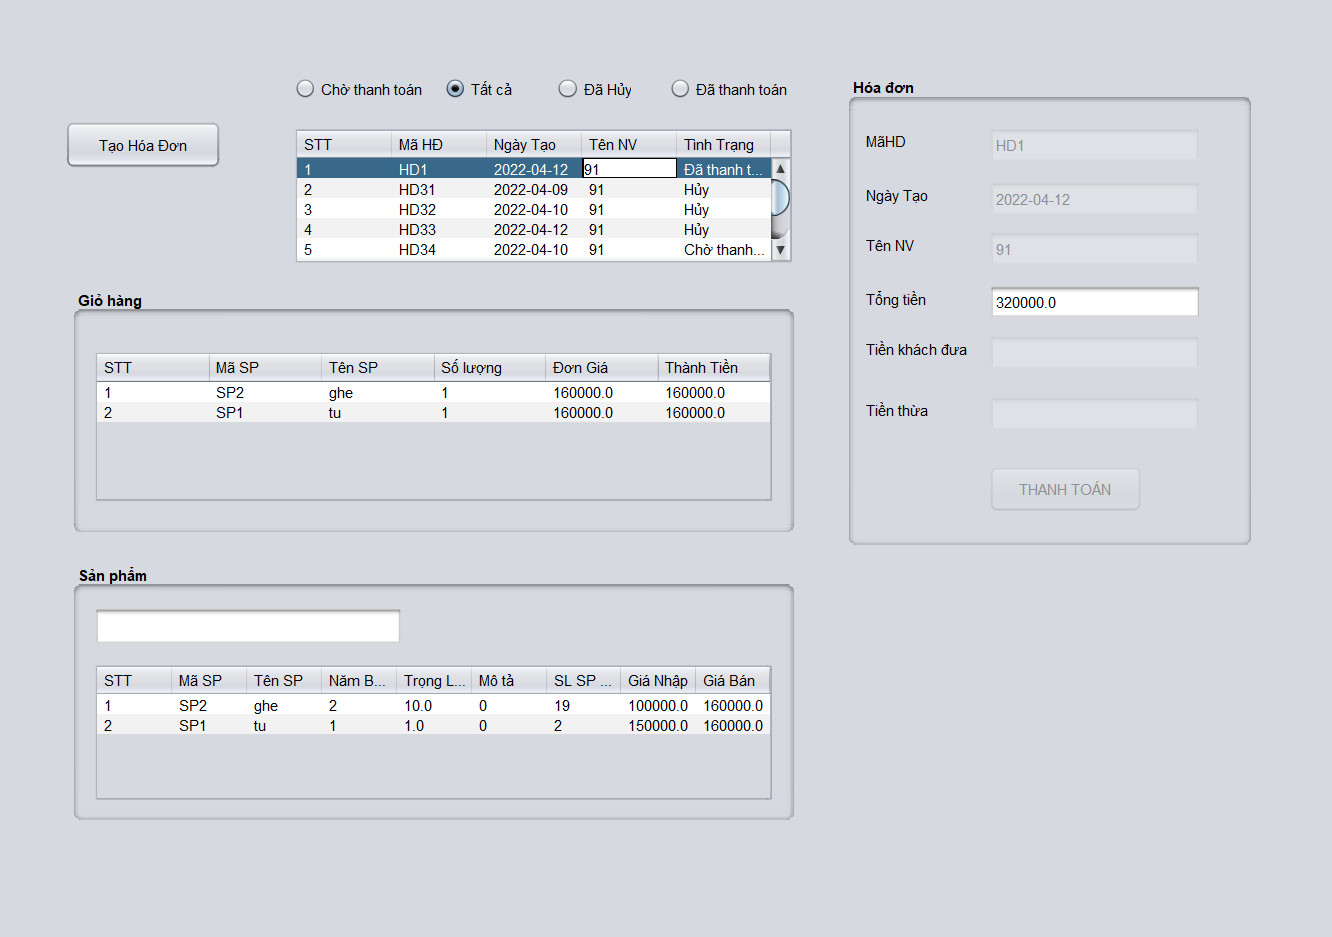 Chờ thanh toán Tất cả Đã Hủy Đã thanh toán
Tạo Hóa Đơn
STT Mã HĐ Ngày Tạo Tên NV Tình Trạng
1 HD1 2022-04-12 91 Đã thanh t...
2 HD31 2022-04-09 91 Hủy
3 HD32 2022-04-10 91 Hủy
4 HD33 2022-04-12 91 Hủy
5 HD34 2022-04-10 91 Chờ thanh...
Giỏ hàng
STT Mã SP Tên SP Số lượng Đơn Giá Thành Tiền
1 SP2 ghe 1 160000.0 160000.0
2 SP1 tu 1 160000.0 160000.0
Sản phẩm
STT Mã SP Tên SP Năm B... Trọng L... Mô tả SL SP ... Giá Nhập Giá Bán
1 SP2 ghe 2 10.0 0 19 100000.0 160000.0
2 SP1 tu 1 1.0 0 2 150000.0 160000.0
Hóa đơn
MãHD HD1
Ngày Tạo 2022-04-12
Tên NV 91
Tổng tiền 320000.0
Tiền khách đưa
Tiền thừa
THANH TOÁN